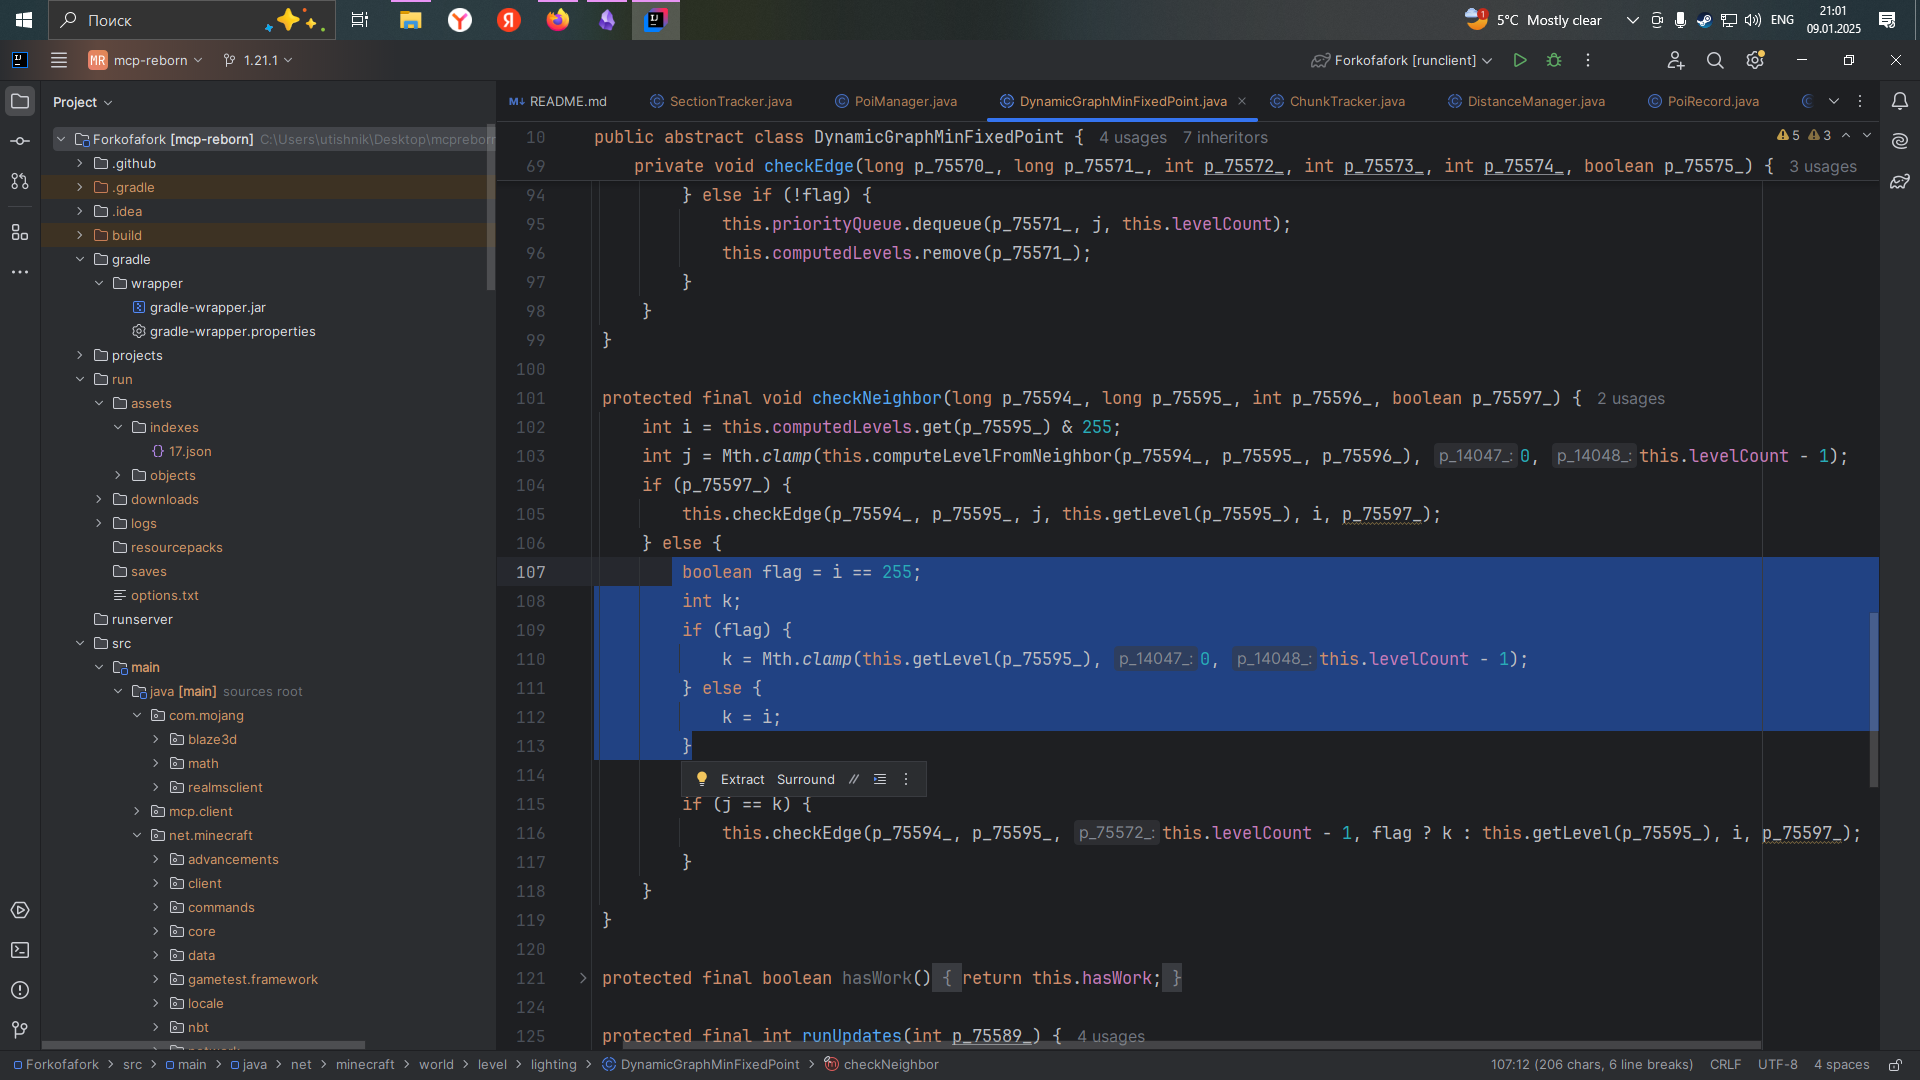 Поиск
5°C Mostly clear
ENG
21:01
09.01.2025
MR mcp-reborn
1.21.1
Forkofafork [runclient]
Project
M↓ README.md
SectionTracker.java
PoiManager.java
DynamicGraphMinFixedPoint.java
ChunkTracker.java
DistanceManager.java
PoiRecord.java
Forkofafork [mcp-reborn] C:\Users\utishnik\Desktop\mcpreborn
.github
.gradle
.idea
build
gradle
wrapper
gradle-wrapper.jar
gradle-wrapper.properties
projects
run
assets
indexes
17.json
objects
downloads
logs
resourcepacks
saves
options.txt
runserver
src
main
java [main] sources root
com.mojang
blaze3d
math
realmsclient
mcp.client
net.minecraft
advancements
client
commands
core
data
gametest.framework
locale
nbt
10 public abstract class DynamicGraphMinFixedPoint { 4 usages 7 inheritors
5 3
69 private void checkEdge(long p_75570_, long p_75571_, int p_75572_, int p_75573_, int p_75574_, boolean p_75575_) { 3 usages
94 } else if (!flag) {
95 this.priorityQueue.dequeue(p_75571_, j, this.levelCount);
96 this.computedLevels.remove(p_75571_);
97 }
98 }
99 }
100
101 protected final void checkNeighbor(long p_75594_, long p_75595_, int p_75596_, boolean p_75597_) { 2 usages
102 int i = this.computedLevels.get(p_75595_) & 255;
103 int j = Mth.clamp(this.computeLevelFromNeighbor(p_75594_, p_75595_, p_75596_), p_14047_: 0, p_14048_: this.levelCount - 1);
104 if (p_75597_) {
105 this.checkEdge(p_75594_, p_75595_, j, this.getLevel(p_75595_), i, p_75597_);
106 } else {
107 boolean flag = i == 255;
108 int k;
109 if (flag) {
110 k = Mth.clamp(this.getLevel(p_75595_), p_14047_: 0, p_14048_: this.levelCount - 1);
111 } else {
112 k = i;
113 }
114
Extract Surround //
115 if (j == k) {
116 this.checkEdge(p_75594_, p_75595_, p_75572_: this.levelCount - 1, flag ? k : this.getLevel(p_75595_), i, p_75597_);
117 }
118 }
119 }
120
121 protected final boolean hasWork() { return this.hasWork; }
124
125 protected final int runUpdates(int p_75589_) { 4 usages
Forkofafork > src > main > java > net > minecraft > world > level > lighting > DynamicGraphMinFixedPoint > checkNeighbor
107:12 (206 chars, 6 line breaks) CRLF UTF-8 4 spaces